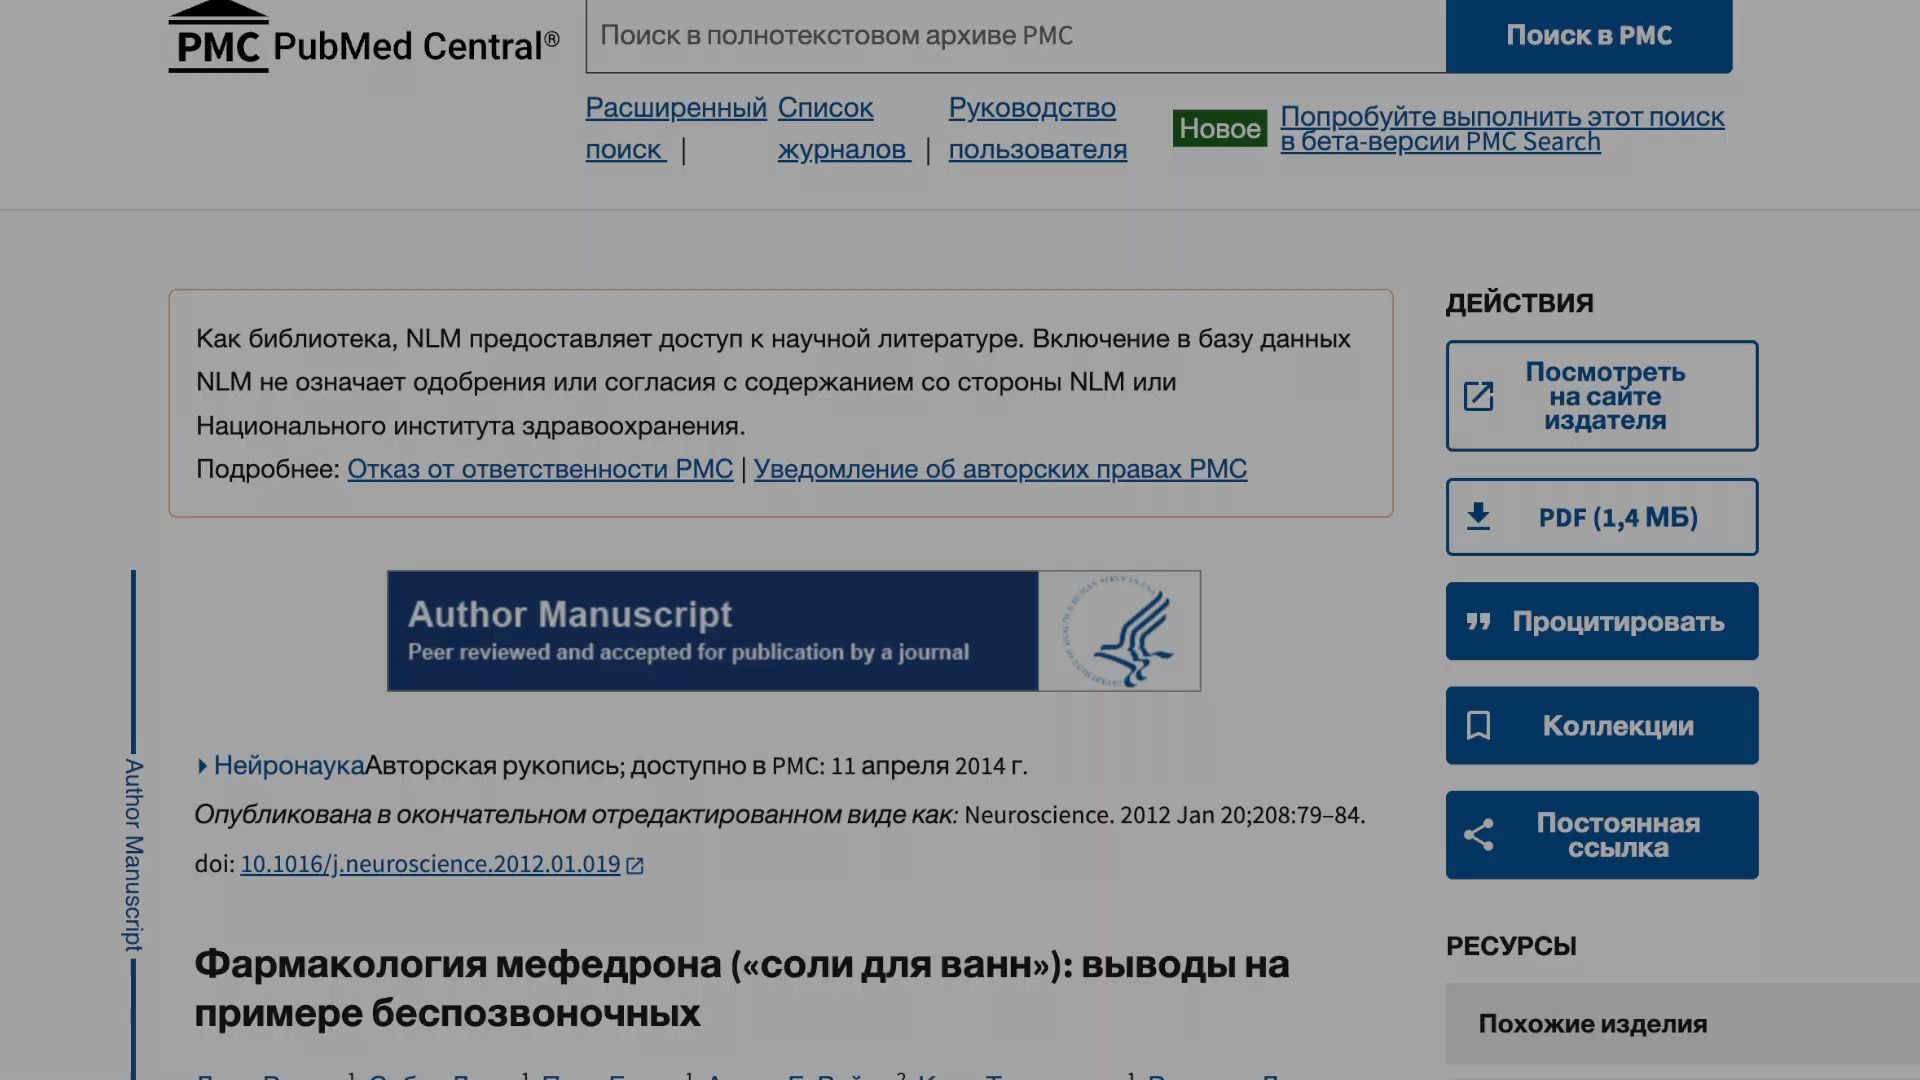 PMC PubMed Central®
Поиск в полнотекстовом архиве PMC
Поиск в PMC
Расширенный поиск |
Список журналов |
Руководство пользователя
Новое
Попробуйте выполнить этот поиск
в бета-версии PMC Search
Как библиотека, NLM предоставляет доступ к научной литературе. Включение в базу данных
NLM не означает одобрения или согласия с содержанием со стороны NLM или
Национального института здравоохранения.
Подробнее: Отказ от ответственности PMC | Уведомление об авторских правах PMC
Author Manuscript
Peer reviewed and accepted for publication by a journal
Author Manuscript
НейронаукаАвторская рукопись; доступно в PMC: 11 апреля 2014 г.
Опубликована в окончательном отредактированном виде как: Neuroscience. 2012 Jan 20;208:79–84.
doi: 10.1016/j.neuroscience.2012.01.019
Фармакология мефедрона («соли для ванн»): выводы на
примере беспозвоночных
ДЕЙСТВИЯ
Посмотреть
на сайте
издателя
PDF (1,4 МБ)
Процитировать
Коллекции
Постоянная
ссылка
РЕСУРСЫ
Похожие изделия